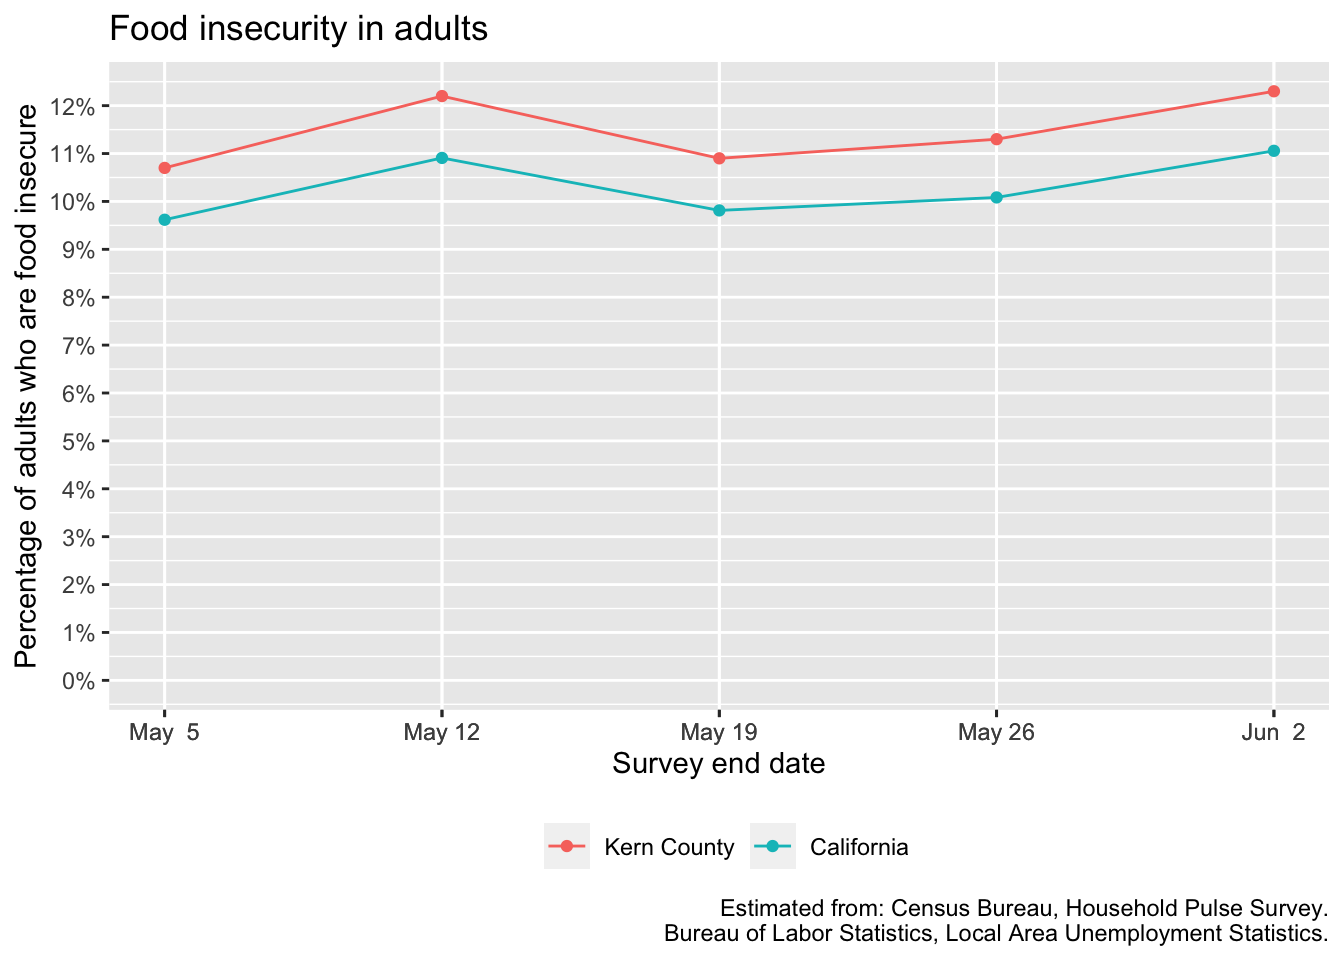 Food insecurity in adults
Percentage of adults who are food insecure
12%
11%
10%
9%
8%
7%
6%
5%
4%
3%
2%
1%
0%
May  5 May 12 May 19 May 26 Jun  2
Survey end date
Kern County California
Estimated from: Census Bureau, Household Pulse Survey.
Bureau of Labor Statistics, Local Area Unemployment Statistics.